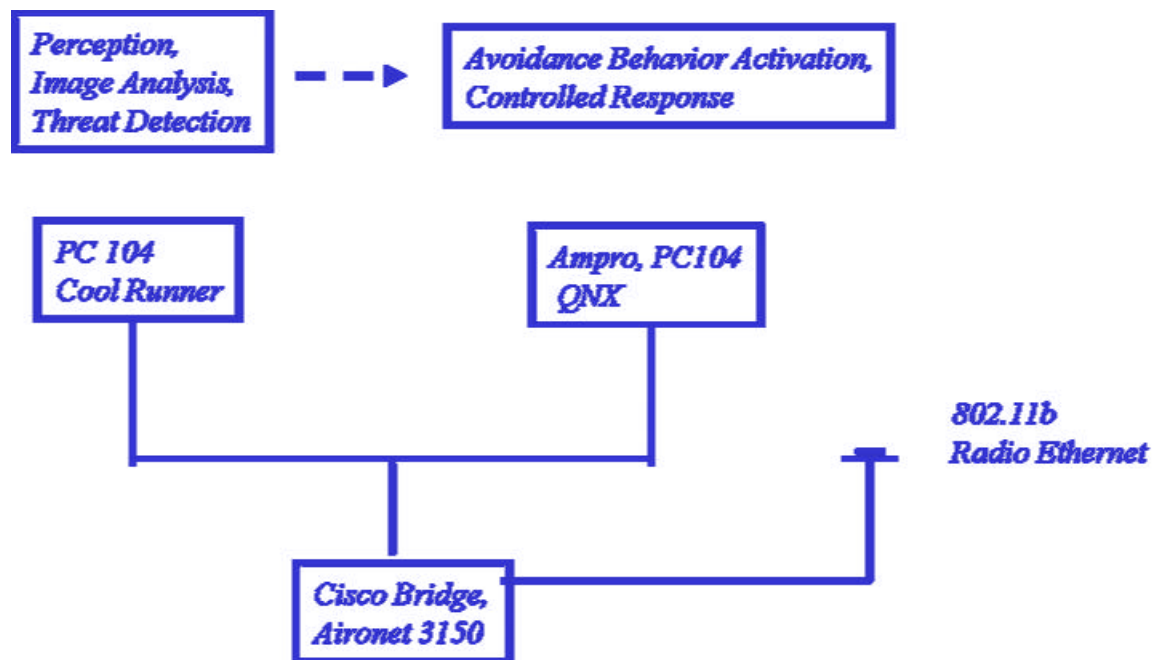 Perception,
Image Analysis,
Threat Detection
Avoidance Behavior Activation,
Controlled Response
PC 104
Cool Runner
Ampro, PC104
QNX
802.11b
Radio Ethernet
Cisco Bridge,
Aironet 3150